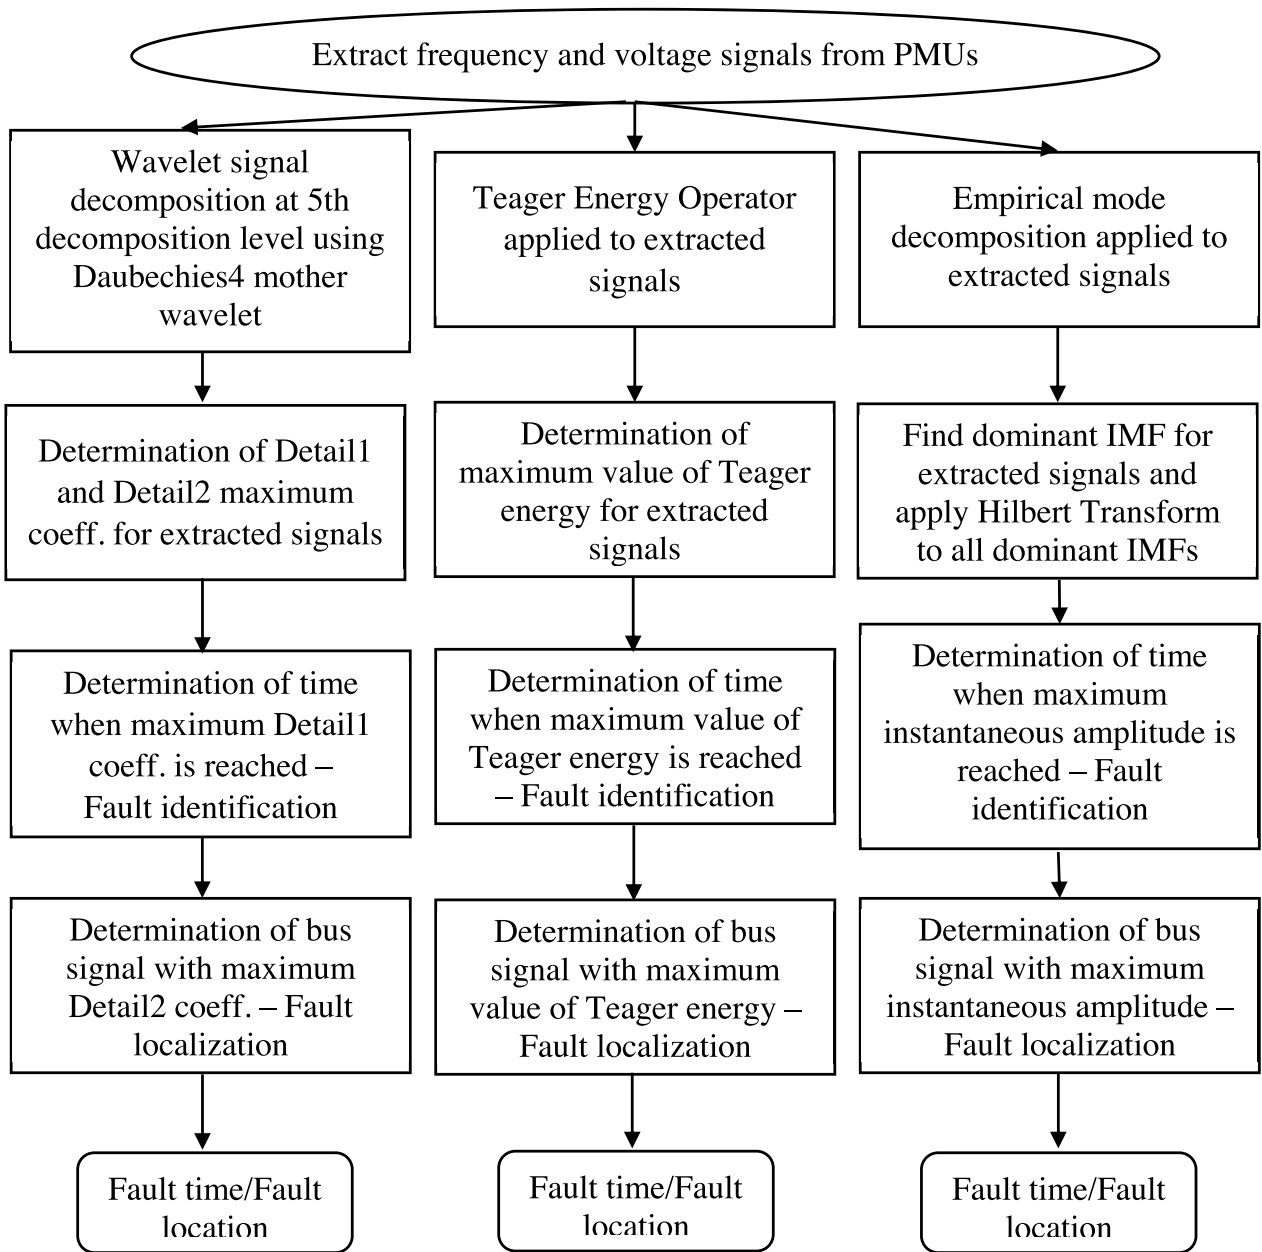 Extract frequency and voltage signals from PMUs
Wavelet signal
decomposition at 5th
decomposition level using
Daubechies4 mother
wavelet
Teager Energy Operator
applied to extracted
signals
Empirical mode
decomposition applied to
extracted signals
Determination of Detail1
and Detail2 maximum
coeff. for extracted signals
Determination of
maximum value of Teager
energy for extracted
signals
Find dominant IMF for
extracted signals and
apply Hilbert Transform
to all dominant IMFs
Determination of time
when maximum Detail1
coeff. is reached –
Fault identification
Determination of time
when maximum value of
Teager energy is reached
– Fault identification
Determination of time
when maximum
instantaneous amplitude is
reached – Fault
identification
Determination of bus
signal with maximum
Detail2 coeff. – Fault
localization
Determination of bus
signal with maximum
value of Teager energy –
Fault localization
Determination of bus
signal with maximum
instantaneous amplitude –
Fault localization
Fault time/Fault
location
Fault time/Fault
location
Fault time/Fault
location